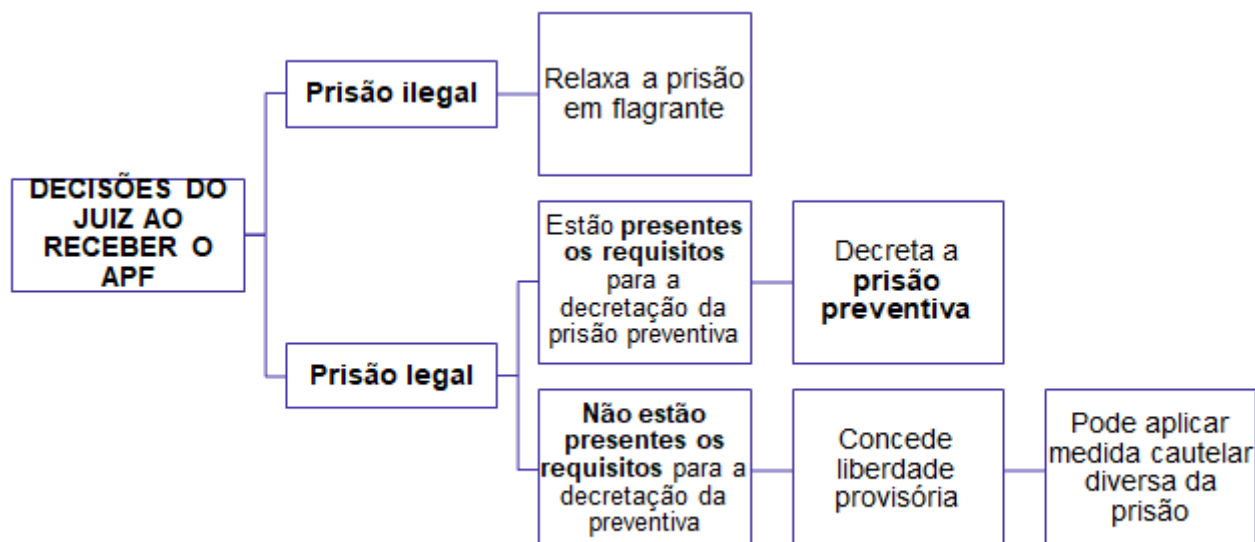 DECISÕES DO
JUIZ AO
RECEBER O
APF
Prisão ilegal
Relaxa a prisão
em flagrante
Prisão legal
Estão presentes
os requisitos
para a
decretação da
prisão preventiva
Decreta a
prisão
preventiva
Não estão
presentes os
requisitos para a
decretação da
preventiva
Concede
liberdade
provisória
Pode aplicar
medida cautelar
diversa da
prisão